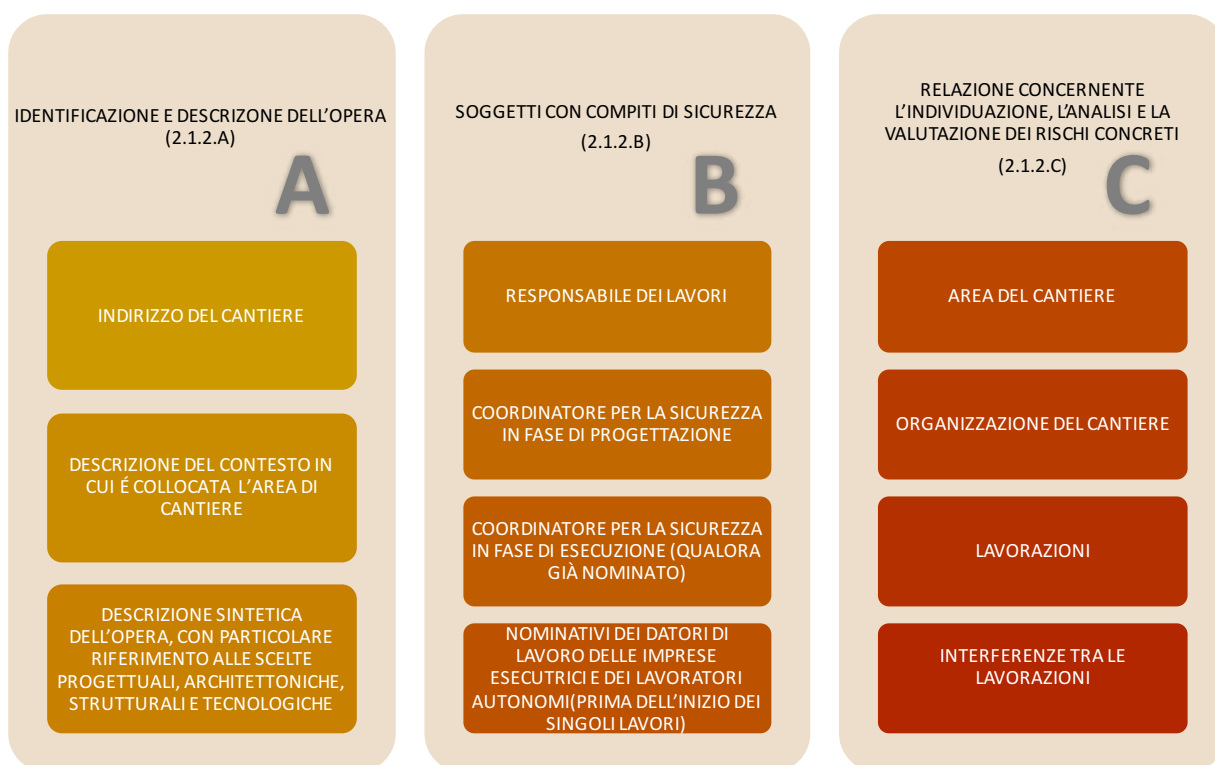 IDENTIFICAZIONE E DESCRIZONE DELL'OPERA
(2.1.2.A)
A
INDIRIZZO DEL CANTIERE
DESCRIZIONE DEL CONTESTO IN
CUI É COLLOCATA L'AREA DI
CANTIERE
DESCRIZIONE SINTETICA
DELL'OPERA, CON PARTICOLARE
RIFERIMENTO ALLE SCELTE
PROGETTUALI, ARCHITETTONICHE,
STRUTTURALI E TECNOLOGICHE
SOGGETTI CON COMPITI DI SICUREZZA
(2.1.2.B)
B
RESPONSABILE DEI LAVORI
COORDINATORE PER LA SICUREZZA
IN FASE DI PROGETTAZIONE
COORDINATORE PER LA SICUREZZA
IN FASE DI ESECUZIONE (QUALORA
GIÀ NOMINATO)
NOMINATIVI DEI DATORI DI
LAVORO DELLE IMPRESE
ESECUTRICI E DEI LAVORATORI
AUTONOMI(PRIMA DELL'INIZIO DEI
SINGOLI LAVORI)
RELAZIONE CONCERNENTE
L'INDIVIDUAZIONE, L'ANALISI E LA
VALUTAZIONE DEI RISCHI CONCRETI
(2.1.2.C)
C
AREA DEL CANTIERE
ORGANIZZAZIONE DEL CANTIERE
LAVORAZIONI
INTERFERENZE TRA LE
LAVORAZIONI